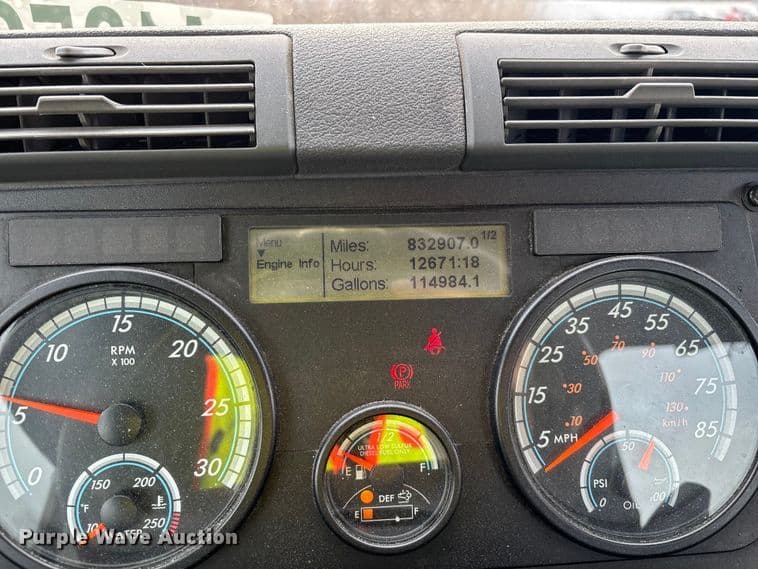 Menu
Engine Info
Miles: 832907.0 1/2
Hours: 12671:18
Gallons: 114984.1
0
5
10
15
20
25
30
RPM
X 100
150
200
250
°F
PARK
P
1/2
ULTRA LOW SULFUR
DIESEL FUEL ONLY
E
F
DEF
E
F
5 MPH
15
25
35
45
55
65
75
85
10
30
50
70
90
110
130
km/h
PSI
0
50
100
Purple Wave Auction